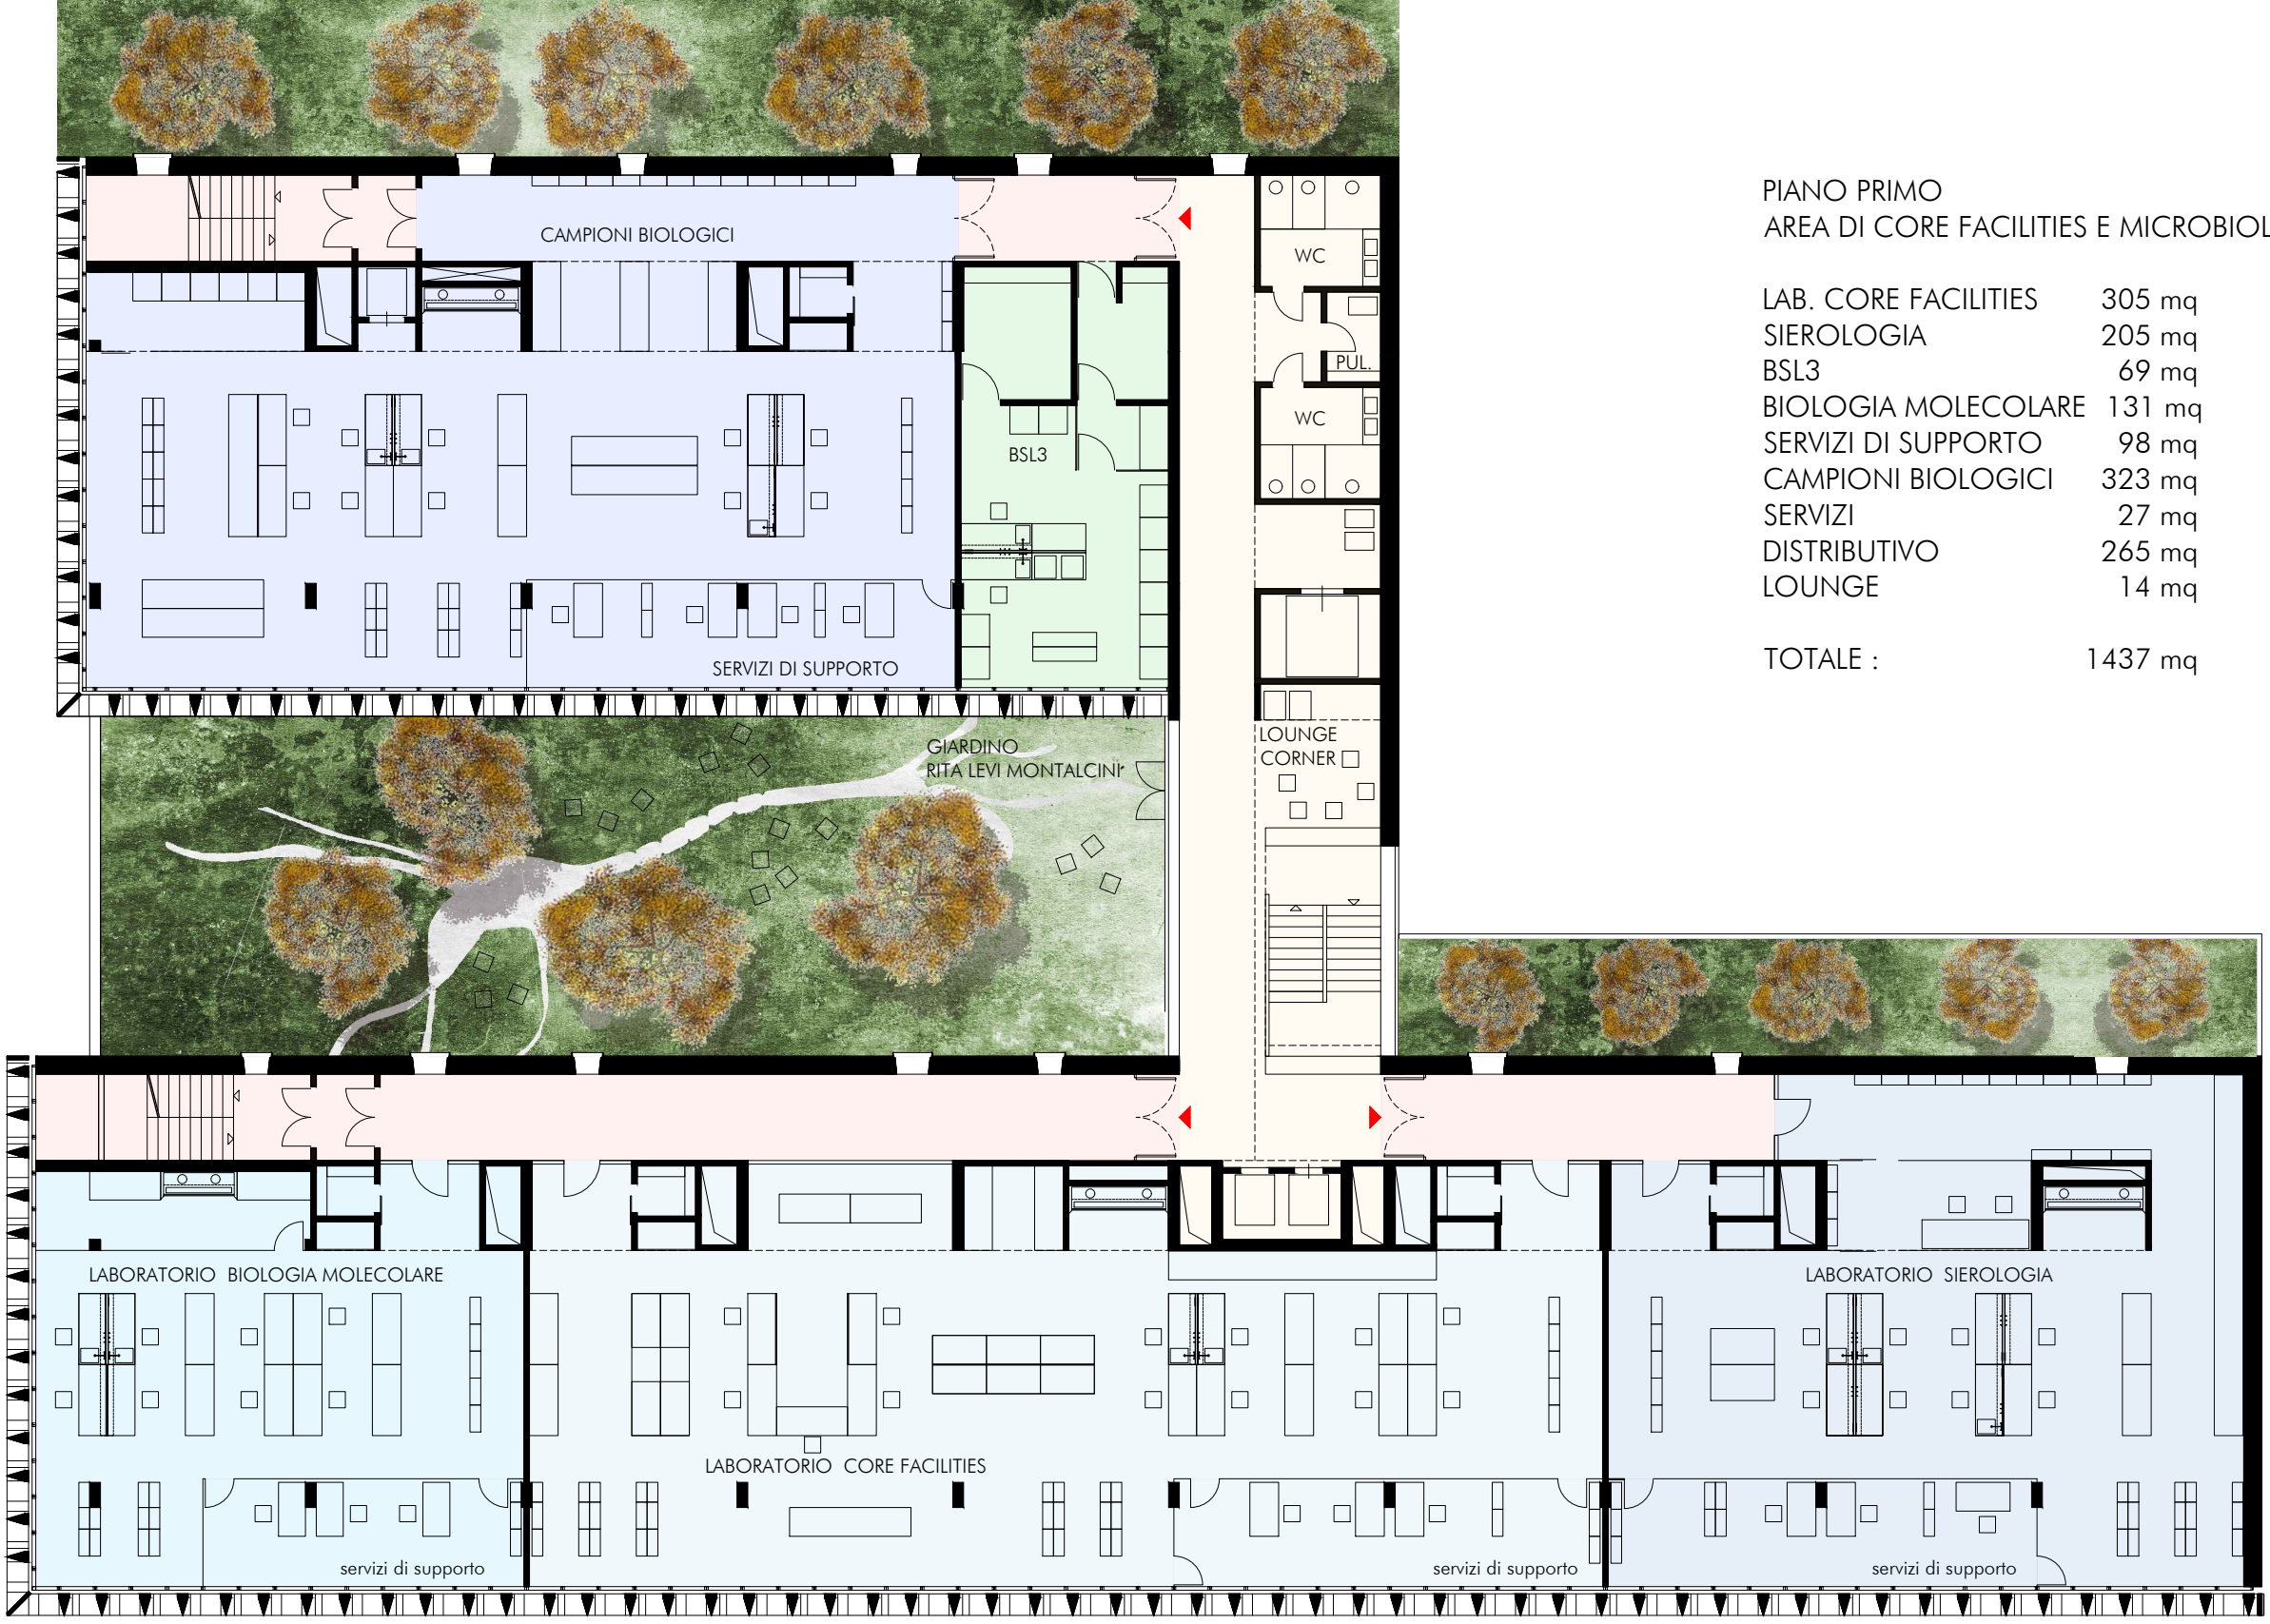 PIANO PRIMO
AREA DI CORE FACILITIES E MICROBIOL
LAB. CORE FACILITIES 305 mq
SIEROLOGIA 205 mq
BSL3 69 mq
BIOLOGIA MOLECOLARE 131 mq
SERVIZI DI SUPPORTO 98 mq
CAMPIONI BIOLOGICI 323 mq
SERVIZI 27 mq
DISTRIBUTIVO 265 mq
LOUNGE 14 mq
TOTALE : 1437 mq
CAMPIONI BIOLOGICI
WC
PUL.
WC
BSL3
SERVIZI DI SUPPORTO
LOUNGE
CORNER
GIARDINO
RITA LEVI MONTALCINI
LABORATORIO BIOLOGIA MOLECOLARE
LABORATORIO SIEROLOGIA
LABORATORIO CORE FACILITIES
servizi di supporto
servizi di supporto
servizi di supporto